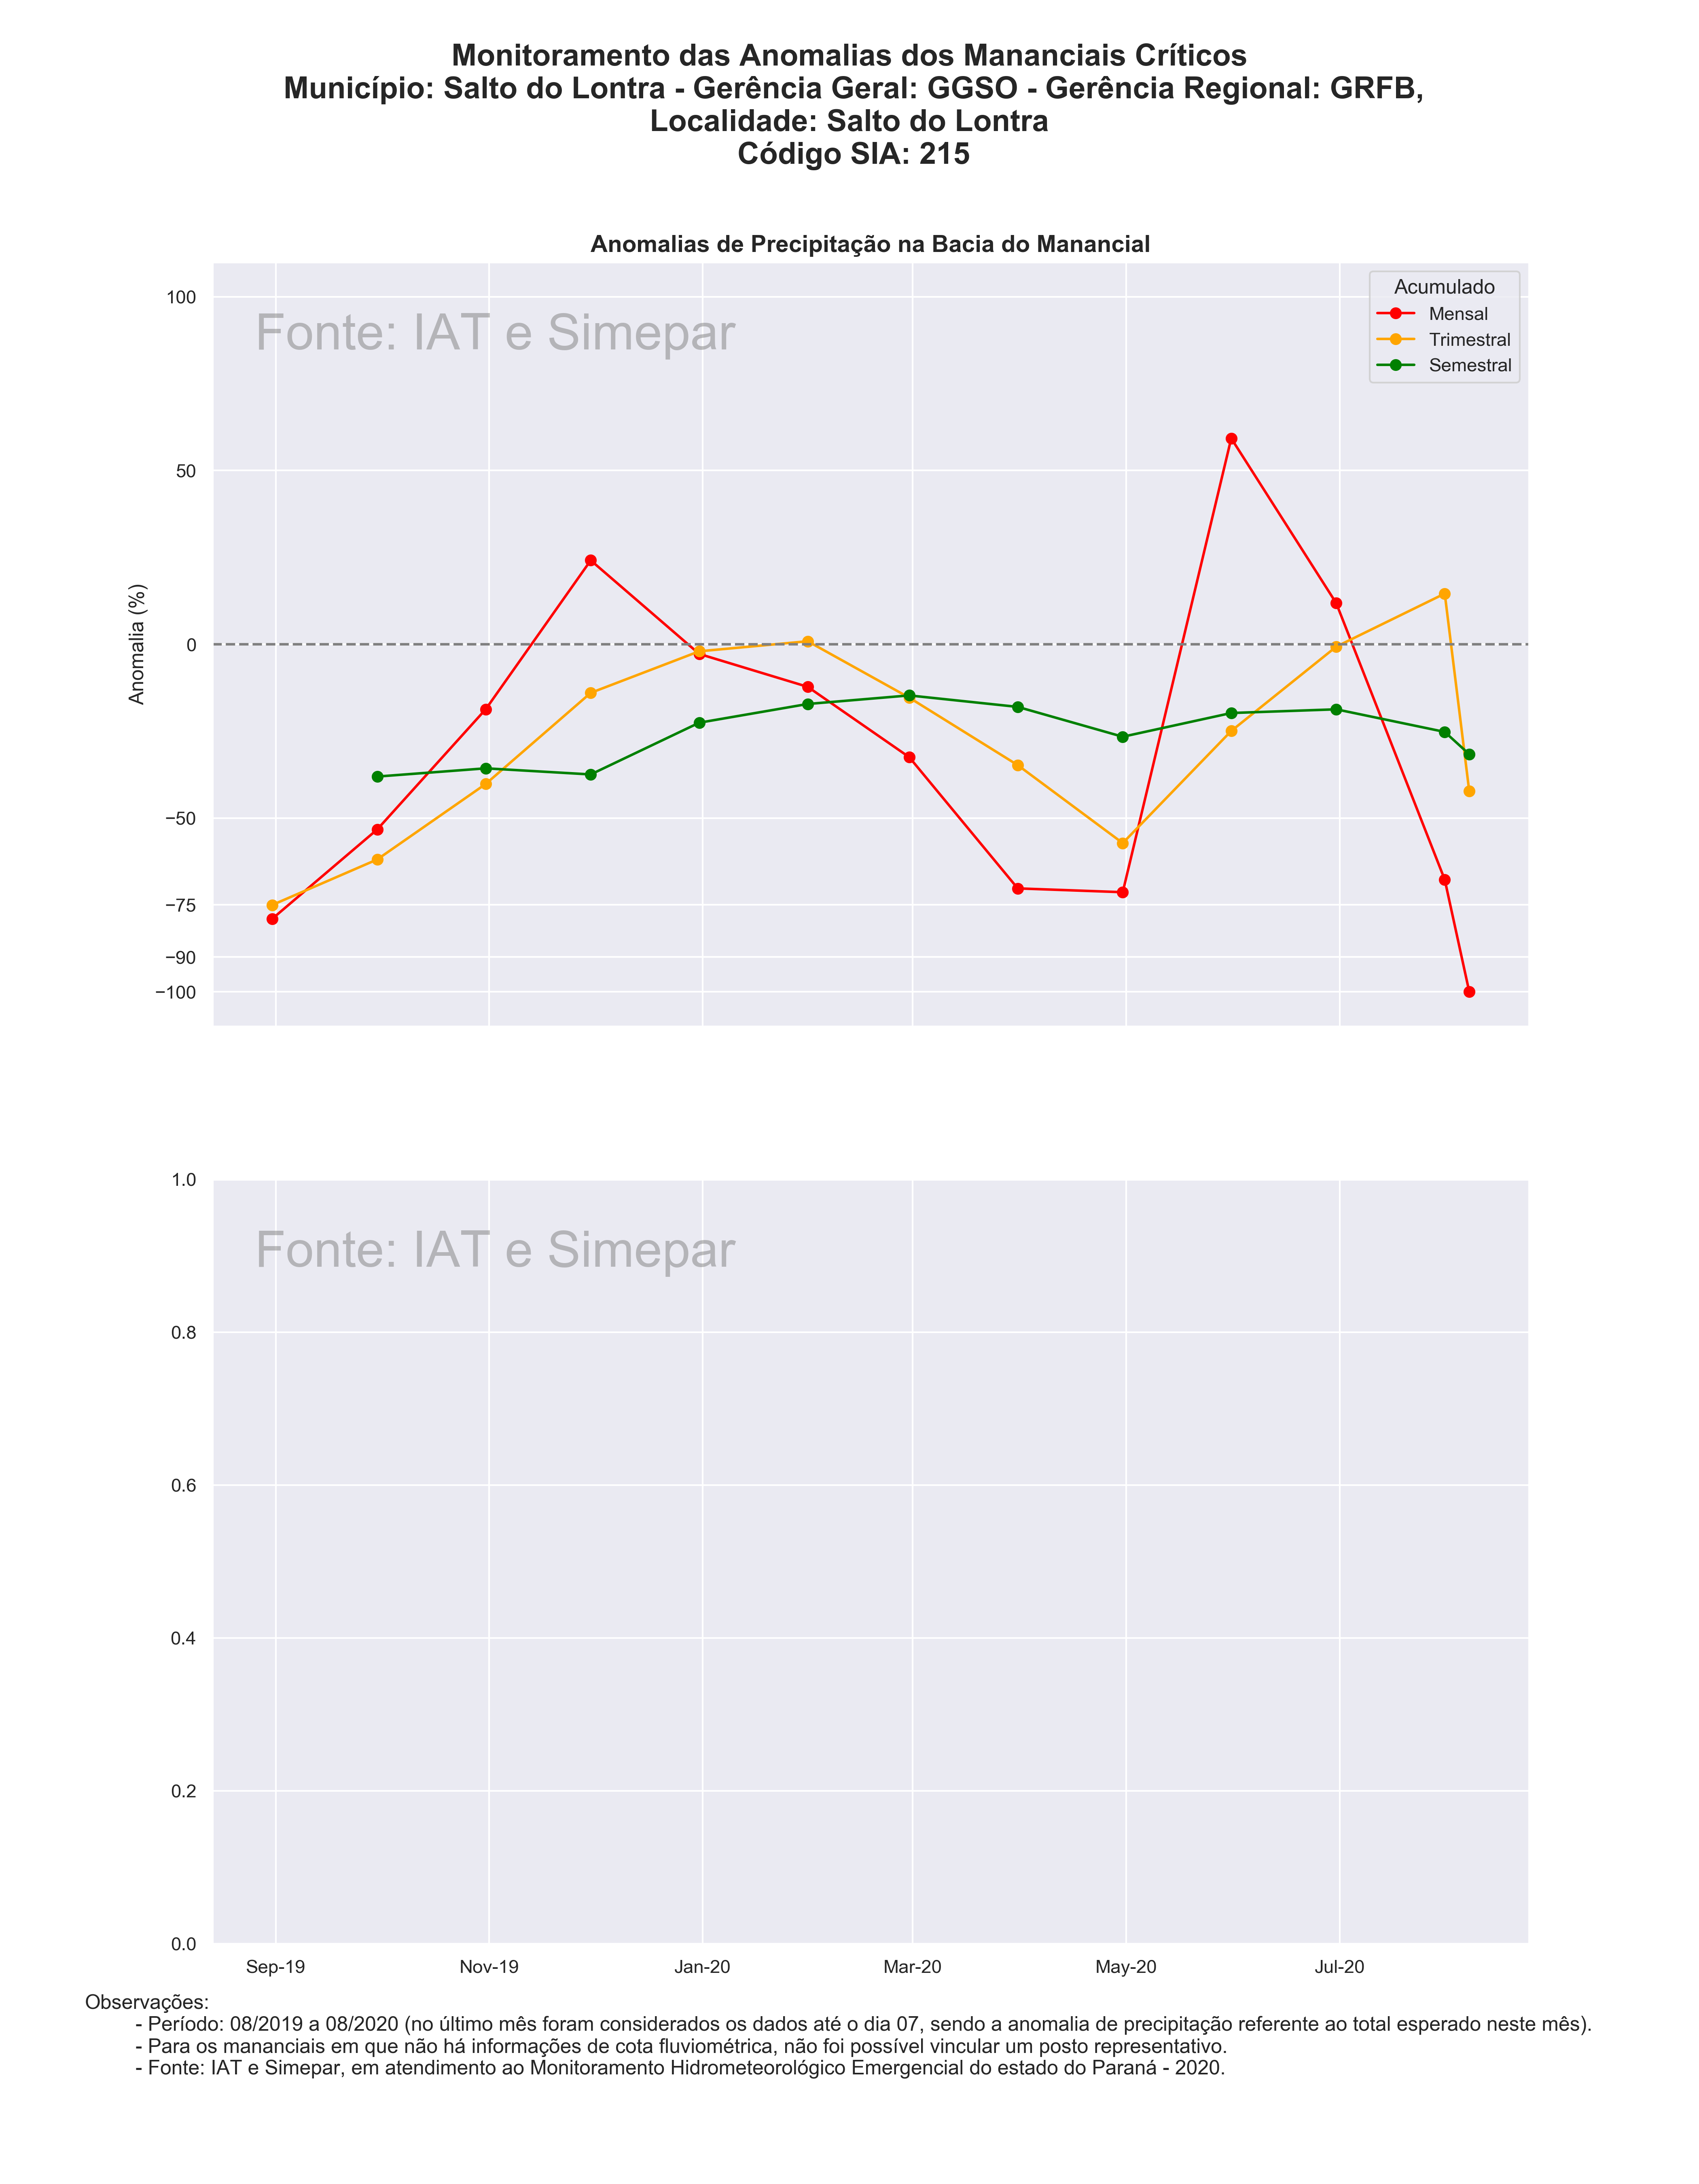 Monitoramento das Anomalias dos Mananciais Críticos
Município: Salto do Lontra - Gerência Geral: GGSO - Gerência Regional: GRFB,
Localidade: Salto do Lontra
Código SIA: 215
Anomalias de Precipitação na Bacia do Manancial
Fonte: IAT e Simepar
Acumulado
Mensal
Trimestral
Semestral
Anomalia (%)
100
50
0
−50
−75
−90
−100
Fonte: IAT e Simepar
1.0
0.8
0.6
0.4
0.2
0.0
Sep-19 Nov-19 Jan-20 Mar-20 May-20 Jul-20
Observações:
- Período: 08/2019 a 08/2020 (no último mês foram considerados os dados até o dia 07, sendo a anomalia de precipitação referente ao total esperado neste mês).
- Para os mananciais em que não há informações de cota fluviométrica, não foi possível vincular um posto representativo.
- Fonte: IAT e Simepar, em atendimento ao Monitoramento Hidrometeorológico Emergencial do estado do Paraná - 2020.